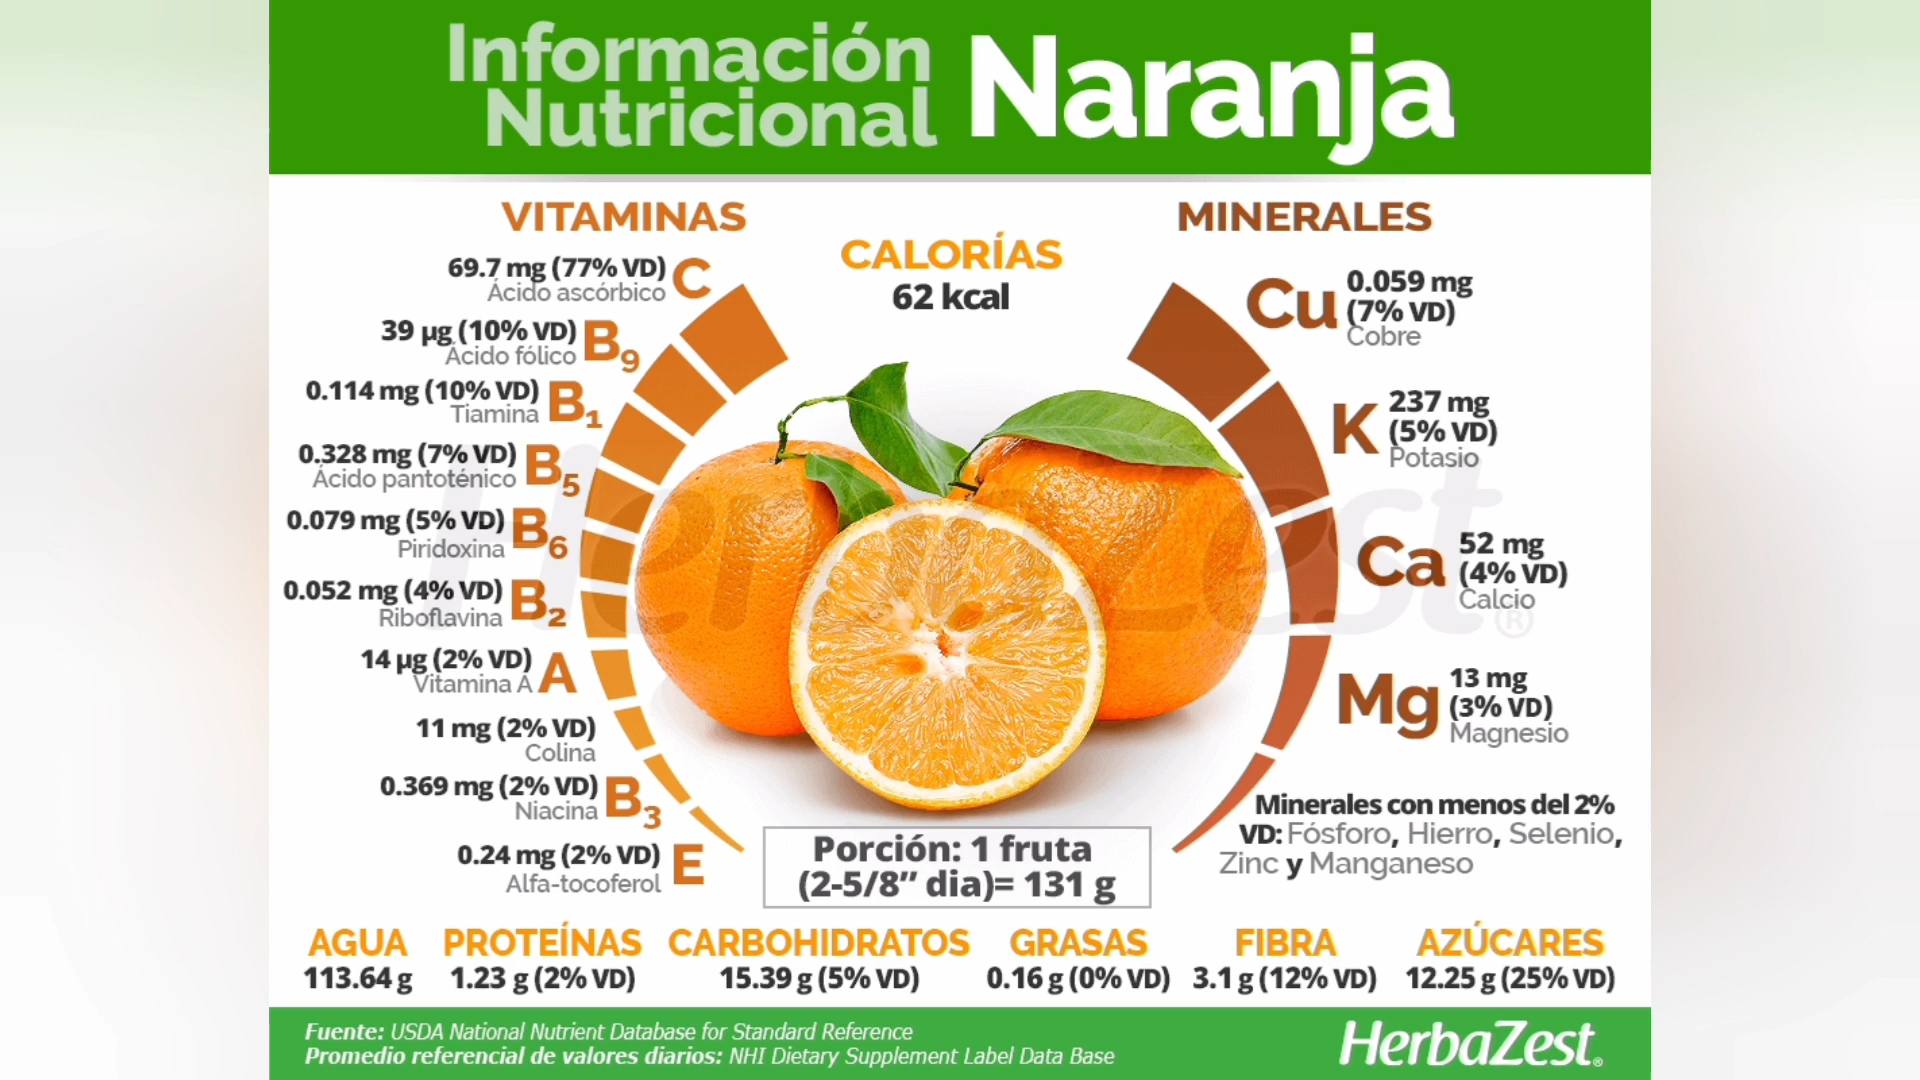 Información
Nutricional
Naranja
VITAMINAS
69.7 mg (77% VD)
Ácido ascórbico
C
39 µg (10% VD)
Ácido fólico
B9
0.114 mg (10% VD)
Tiamina
B1
0.328 mg (7% VD)
Ácido pantoténico
B5
0.079 mg (5% VD)
Piridoxina
B6
0.052 mg (4% VD)
Riboflavina
B2
14 µg (2% VD)
Vitamina A
A
11 mg (2% VD)
Colina
0.369 mg (2% VD)
Niacina
B3
0.24 mg (2% VD)
Alfa-tocoferol
E
CALORÍAS
62 kcal
MINERALES
Cu
0.059 mg
(7% VD)
Cobre
K
237 mg
(5% VD)
Potasio
Ca
52 mg
(4% VD)
Calcio
Mg
13 mg
(3% VD)
Magnesio
Minerales con menos del 2%
VD: Fósforo, Hierro, Selenio,
Zinc y Manganeso
HerbaZest®
Porción: 1 fruta
(2-5/8” dia)= 131 g
AGUA
113.64 g
PROTEÍNAS
1.23 g (2% VD)
CARBOHIDRATOS
15.39 g (5% VD)
GRASAS
0.16 g (0% VD)
FIBRA
3.1 g (12% VD)
AZÚCARES
12.25 g (25% VD)
Fuente: USDA National Nutrient Database for Standard Reference
Promedio referencial de valores diarios: NHI Dietary Supplement Label Data Base
HerbaZest®